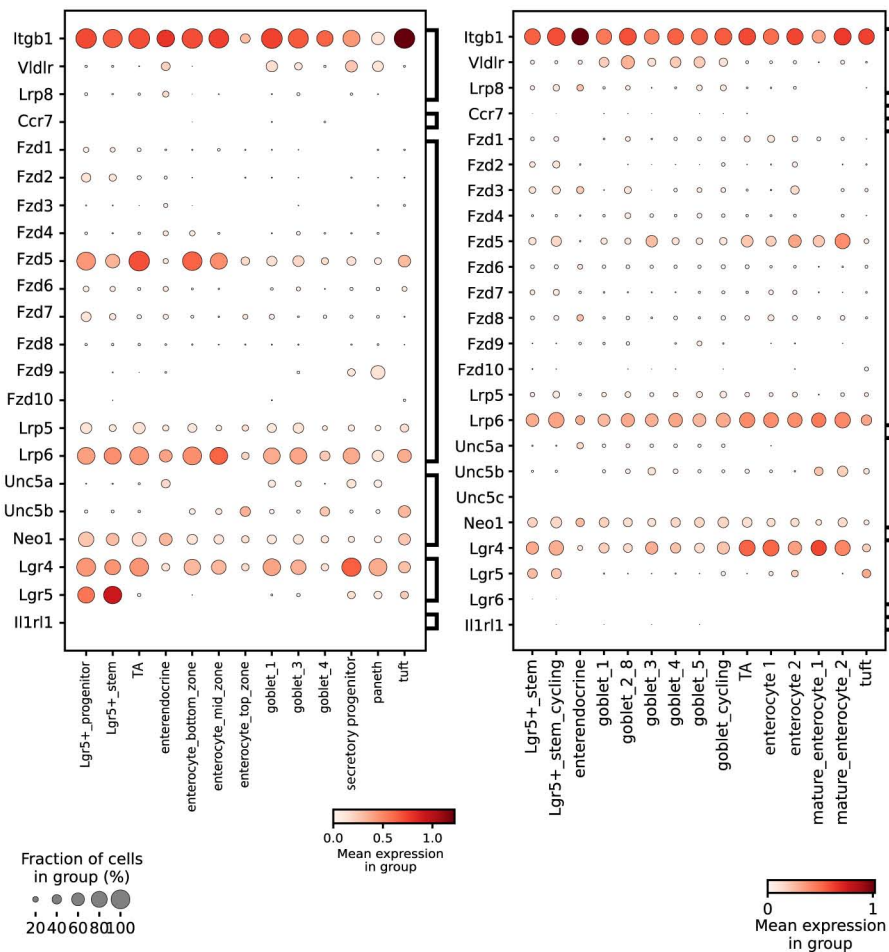 Itgb1
Vldlr
Lrp8
Ccr7
Fzd1
Fzd2
Fzd3
Fzd4
Fzd5
Fzd6
Fzd7
Fzd8
Fzd9
Fzd10
Lrp5
Lrp6
Unc5a
Unc5b
Neo1
Lgr4
Lgr5
Il1rl1
Lgr5+_progenitor
Lgr5+_stem
TA
enterendocrine
enterocyte_bottom_zone
enterocyte_mid_zone
enterocyte_top_zone
goblet_1
goblet_3
goblet_4
secretory progenitor
paneth
tuft
0.0 0.5 1.0
Mean expression
in group
Fraction of cells
in group (%)
20 40 60 80 100
Itgb1
Vldlr
Lrp8
Ccr7
Fzd1
Fzd2
Fzd3
Fzd4
Fzd5
Fzd6
Fzd7
Fzd8
Fzd9
Fzd10
Lrp5
Lrp6
Unc5a
Unc5b
Unc5c
Neo1
Lgr4
Lgr5
Lgr6
Il1rl1
Lgr5+_stem
Lgr5+_stem_cycling
enterendocrine
goblet_1
goblet_2_8
goblet_3
goblet_4
goblet_5
goblet_cycling
TA
enterocyte 1
enterocyte 2
mature_enterocyte_1
mature_enterocyte_2
tuft
0 1
Mean expression
in group